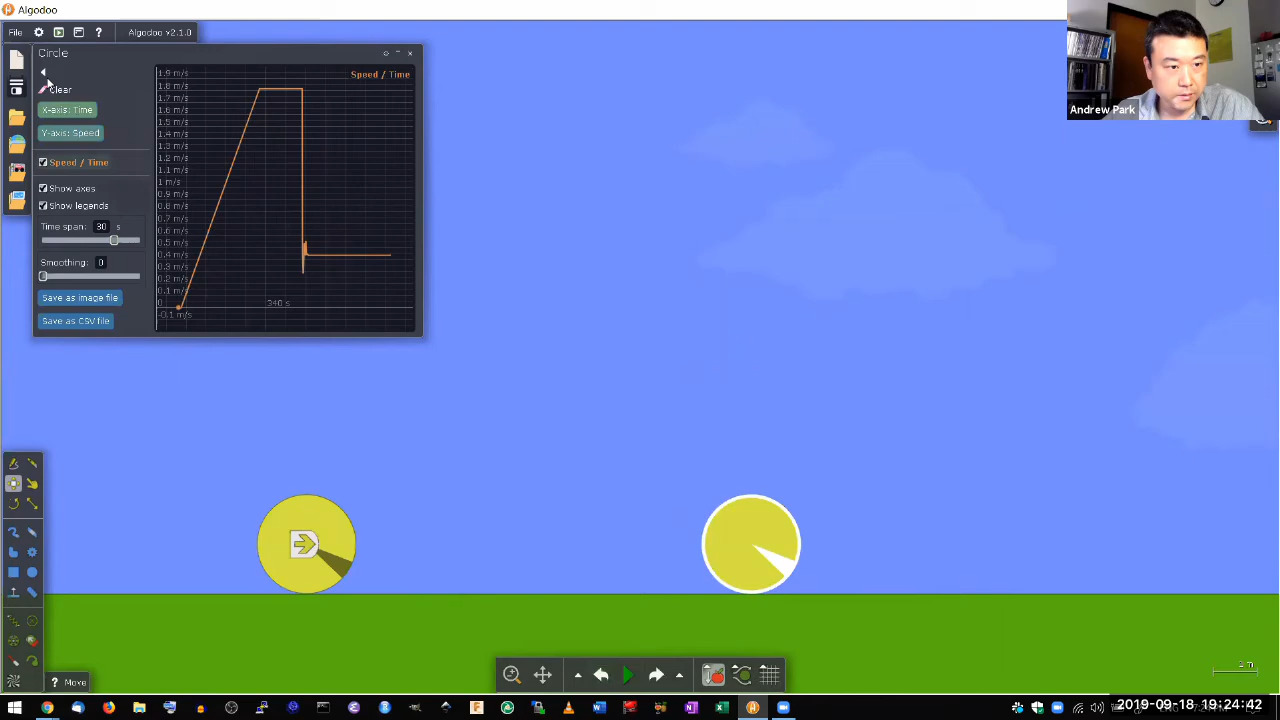 Algodoo
File ? Algodoo v2.1.0
Andrew Park
Circle
Clear
X-axis: Time
Y-axis: Speed
Speed / Time
Show axes
Show legends
Time span: 30 s
Smoothing: 0
Save as image file
Save as CSV file
Speed / Time
1.9 m/s
1.8 m/s
1.7 m/s
1.6 m/s
1.5 m/s
1.4 m/s
1.3 m/s
1.2 m/s
1.1 m/s
1 m/s
0.9 m/s
0.8 m/s
0.7 m/s
0.6 m/s
0.5 m/s
0.4 m/s
0.3 m/s
0.2 m/s
0.1 m/s
0
-0.1 m/s
340 s
? Move
1 m
2019-09-18 19:24:42